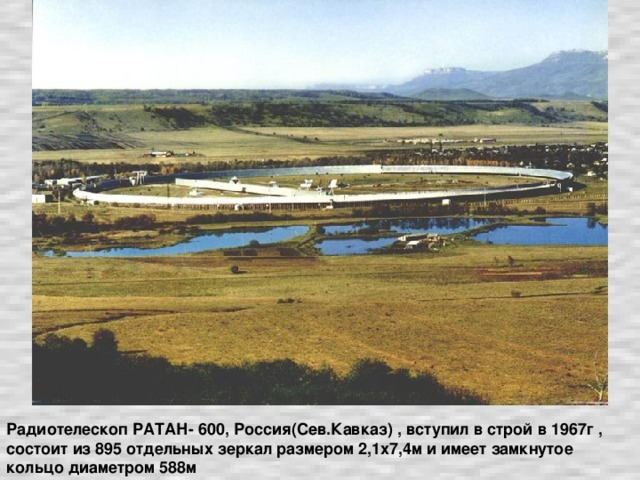 Радиотелескоп РАТАН- 600, Россия(Сев.Кавказ) , вступил в строй в 1967г ,
состоит из 895 отдельных зеркал размером 2,1x7,4м и имеет замкнутое
кольцо диаметром 588м